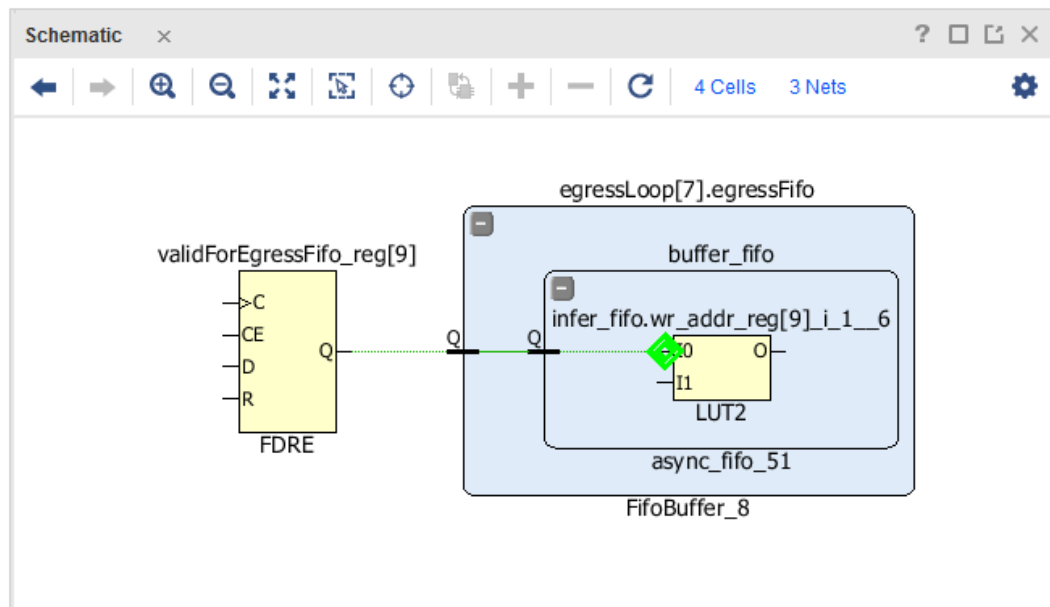 Schematic ×
?
4 Cells 3 Nets
egressLoop[7].egressFifo
validForEgressFifo_reg[9]
buffer_fifo
infer_fifo.wr_addr_reg[9]_i_1__6
C
CE
D
R
Q
Q
Q
I0
O
I1
LUT2
FDRE
async_fifo_51
FifoBuffer_8